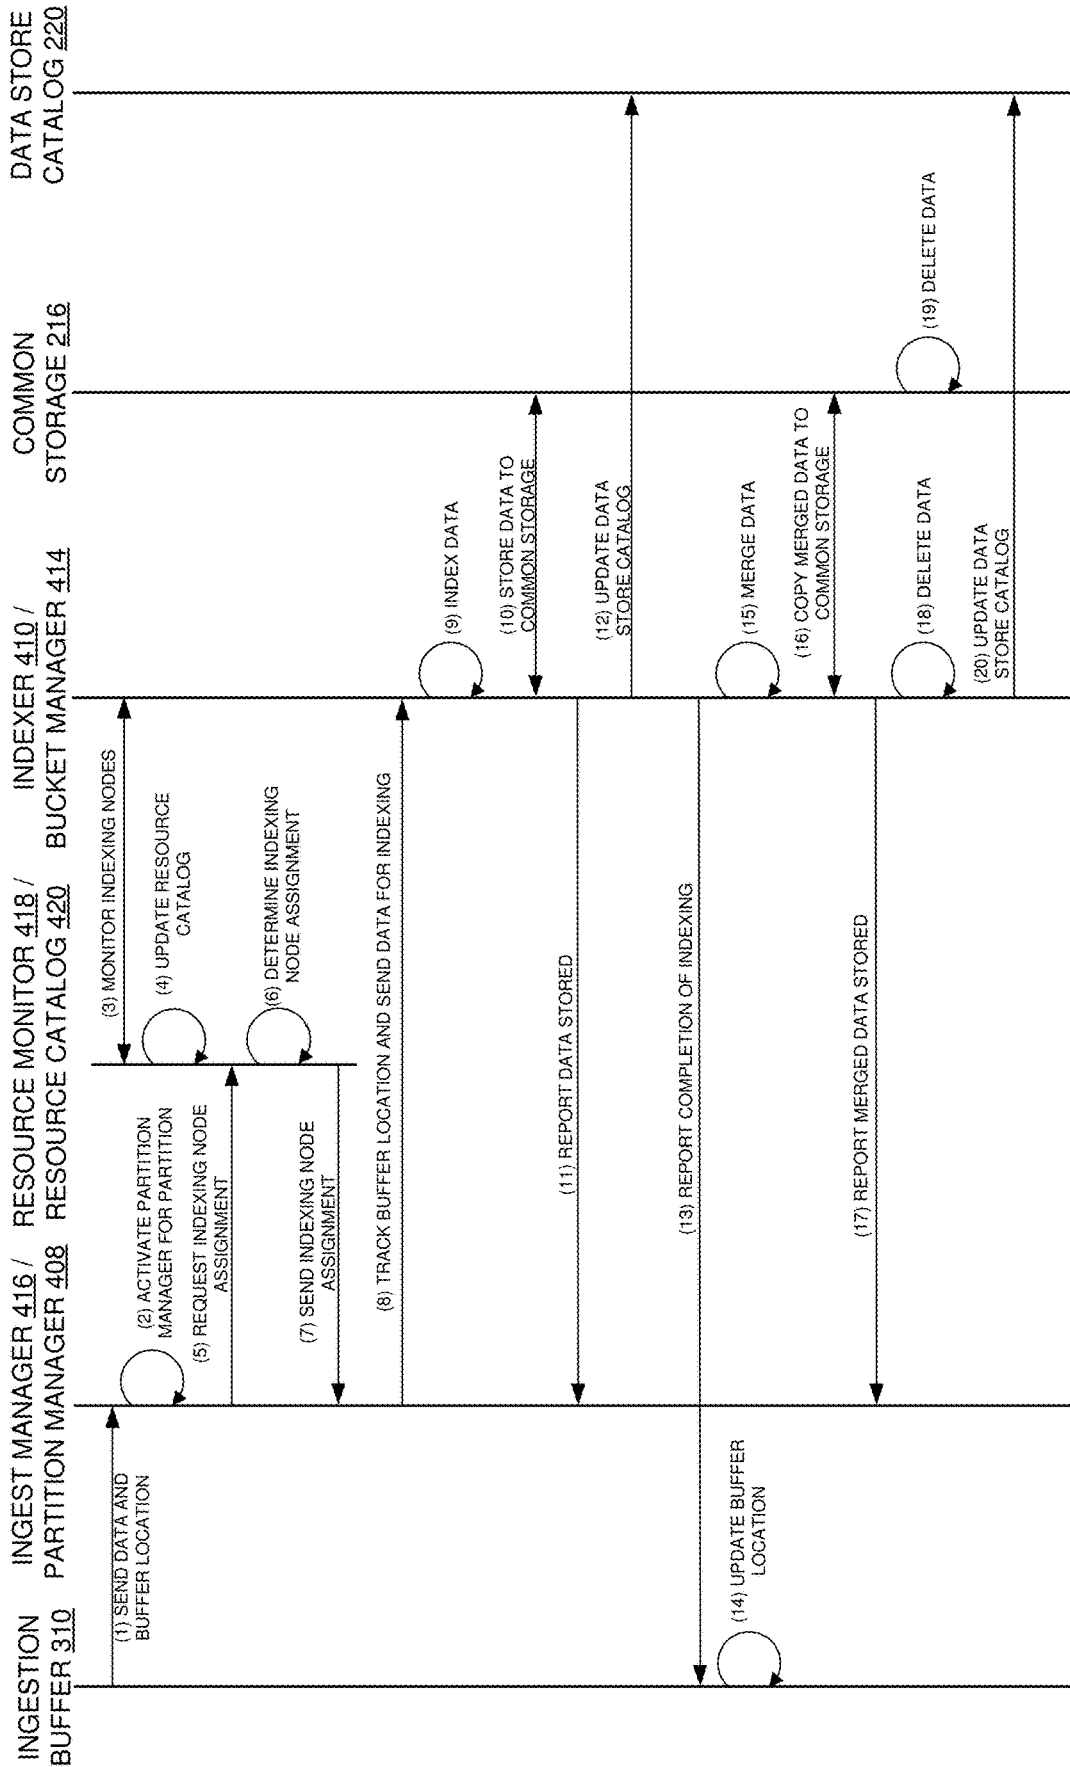 INGESTION
BUFFER 310
INGEST MANAGER 416 /
PARTITION MANAGER 408
RESOURCE MONITOR 418 /
RESOURCE CATALOG 420
INDEXER 410 /
BUCKET MANAGER 414
COMMON
STORAGE 216
DATA STORE
CATALOG 220
(1) SEND DATA AND
BUFFER LOCATION
(2) ACTIVATE PARTITION
MANAGER FOR PARTITION
(3) MONITOR INDEXING NODES
(4) UPDATE RESOURCE
CATALOG
(5) REQUEST INDEXING NODE
ASSIGNMENT
(6) DETERMINE INDEXING
NODE ASSIGNMENT
(7) SEND INDEXING NODE
ASSIGNMENT
(8) TRACK BUFFER LOCATION AND SEND DATA FOR INDEXING
(9) INDEX DATA
(10) STORE DATA TO
COMMON STORAGE
(11) REPORT DATA STORED
(12) UPDATE DATA
STORE CATALOG
(13) REPORT COMPLETION OF INDEXING
(14) UPDATE BUFFER
LOCATION
(15) MERGE DATA
(16) COPY MERGED DATA TO
COMMON STORAGE
(17) REPORT MERGED DATA STORED
(18) DELETE DATA
(19) DELETE DATA
(20) UPDATE DATA
STORE CATALOG